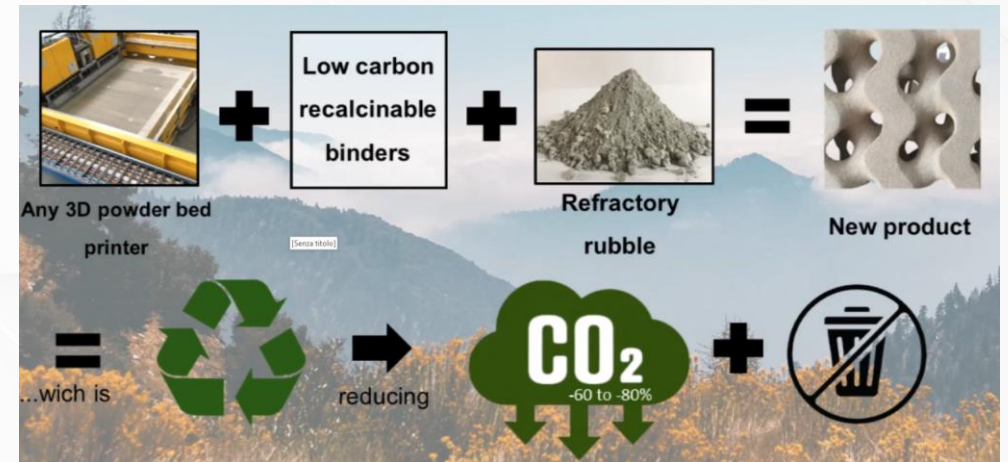 Low carbon
recalcinable
binders
Any 3D powder bed
printer
Refractory
rubble
New product
[Senza titolo]
...wich is
reducing
CO2
-60 to -80%